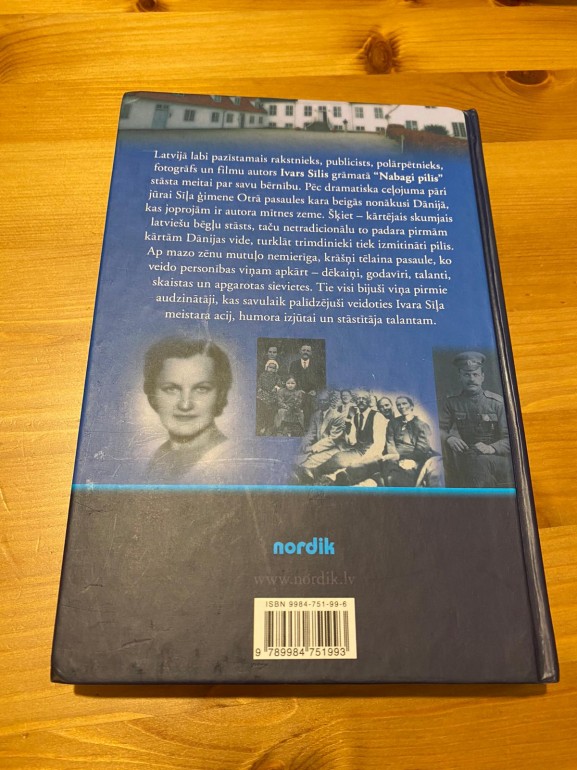 Latvijā labi pazīstamais rakstnieks, publicists, polārpētnieks,
fotogrāfs un filmu autors Ivars Silis grāmatā "Nabagi pilīs"
stāsta meitai par savu bērnību. Pēc dramatiska ceļojuma pāri
jūrai Siļa ģimene Otrā pasaules kara beigās nonākusi Dānijā,
kas joprojām ir autora mītnes zeme. Šķiet – kārtējais skumjais
latviešu bēgļu stāsts, taču netradicionālu to padara pirmām
kārtām Dānijas vide, turklāt trimdinieki tiek izmitināti pilīs.
Ap mazo zēnu mutuļo nemierīga, krāšņi tēlaina pasaule, ko
veido personības viņam apkārt – dēkaiņi, godavīri, talanti,
skaistas un apgarotas sievietes. Tie visi bijuši viņa pirmie
audzinātāji, kas savulaik palīdzējuši veidoties Ivara Siļa
meistara acij, humora izjūtai un stāstītāja talantam.
nordik
www.nordik.lv
ISBN 9984-751-99-6
9 789984 751993